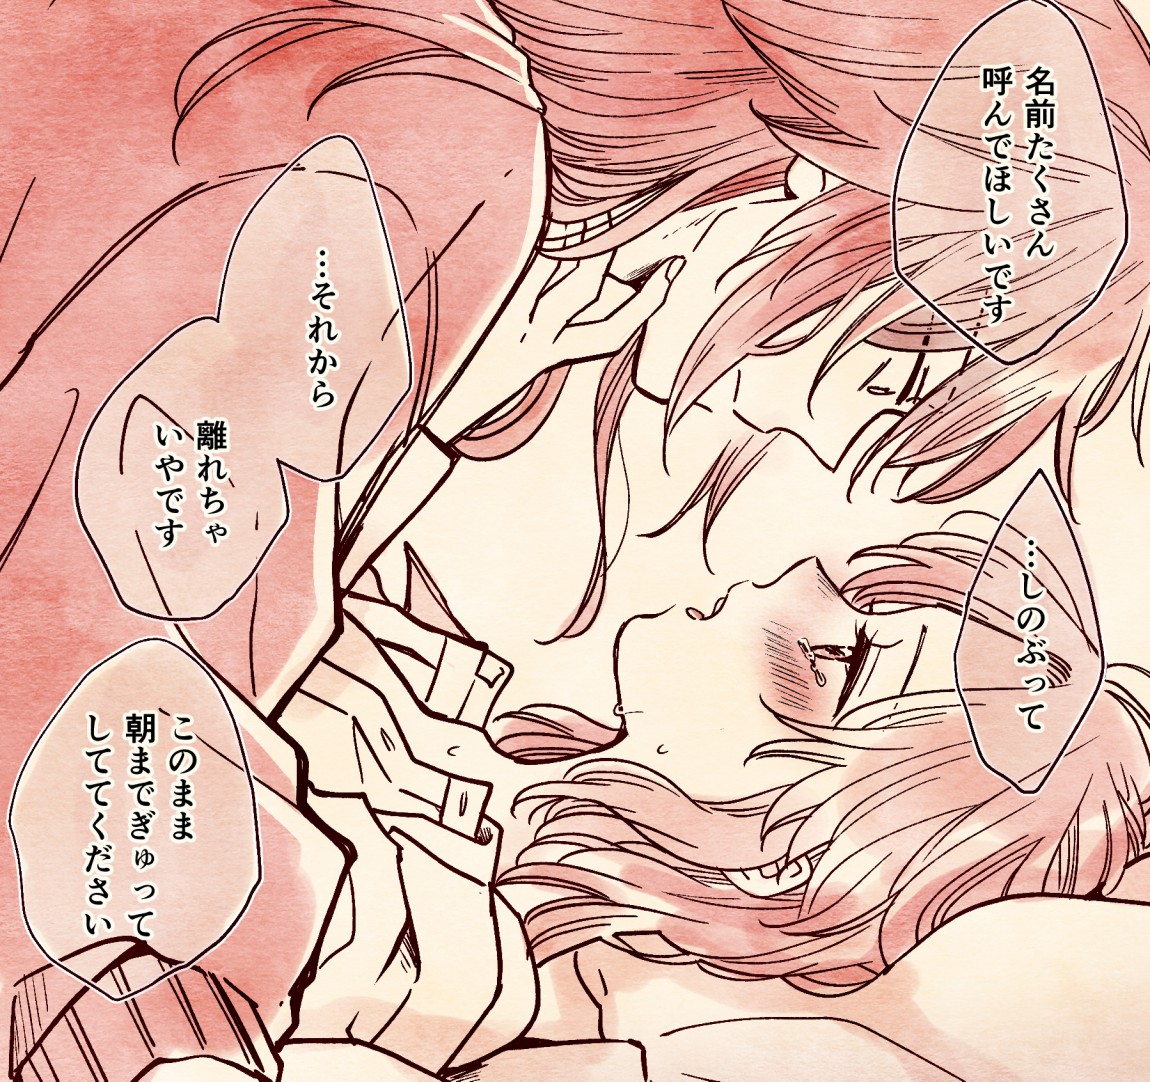 名前たくさん
呼んでほしいです
…しのぶって
…それから
離れちゃ
いやです
このまま
朝までぎゅって
しててください